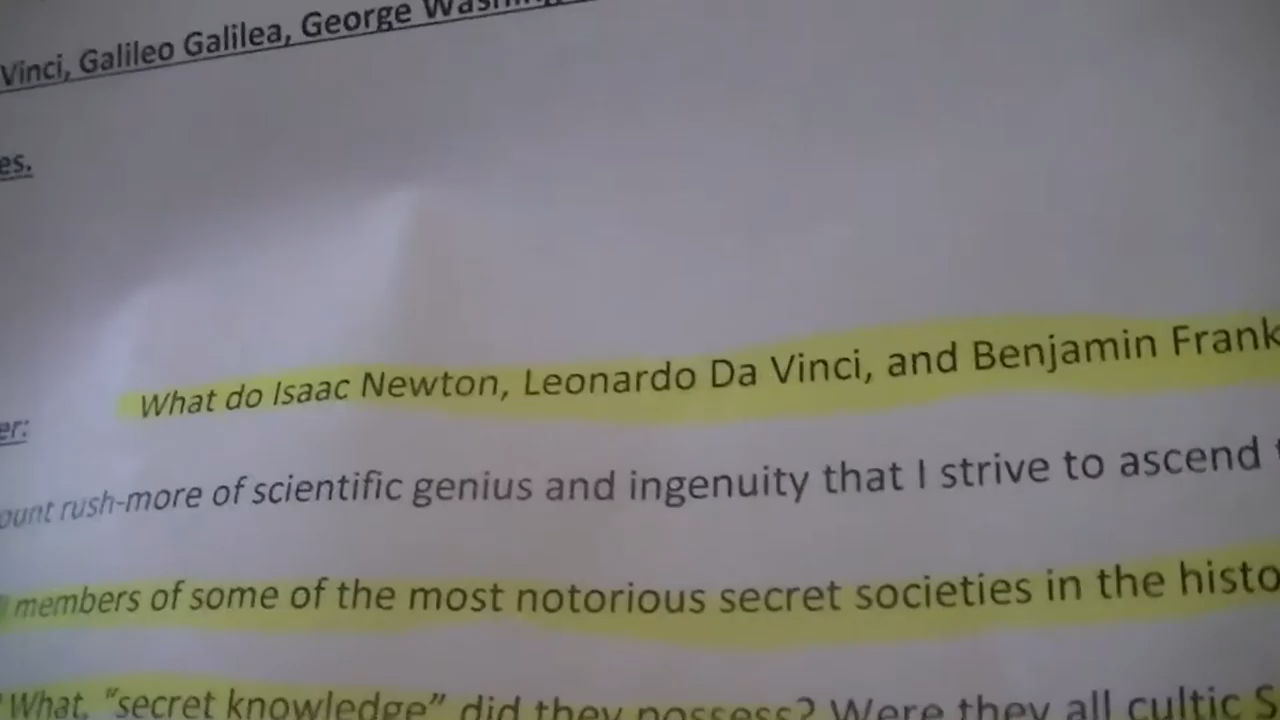 Vinci, Galileo Galilea, George
es.
What do Isaac Newton, Leonardo Da Vinci, and Benjamin Frank
er:
ount rush-more of scientific genius and ingenuity that I strive to ascend
members of some of the most notorious secret societies in the histo
What, "secret knowledge" did they possess? Were they all cultic S